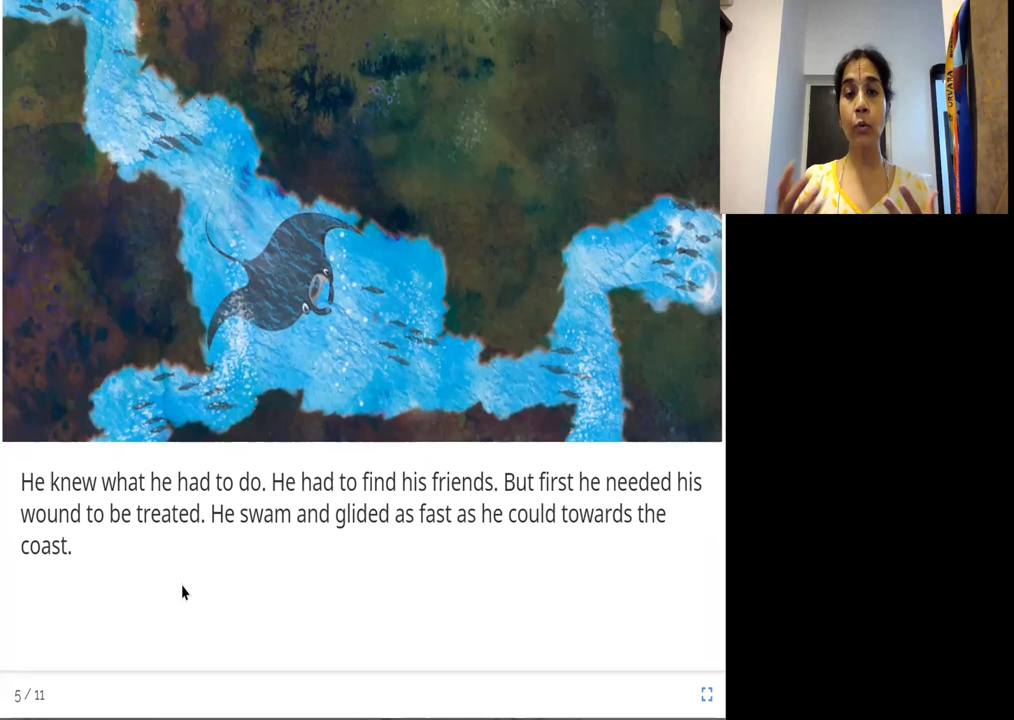 He knew what he had to do. He had to find his friends. But first he needed his
wound to be treated. He swam and glided as fast as he could towards the
coast.
5 / 11
URVARA